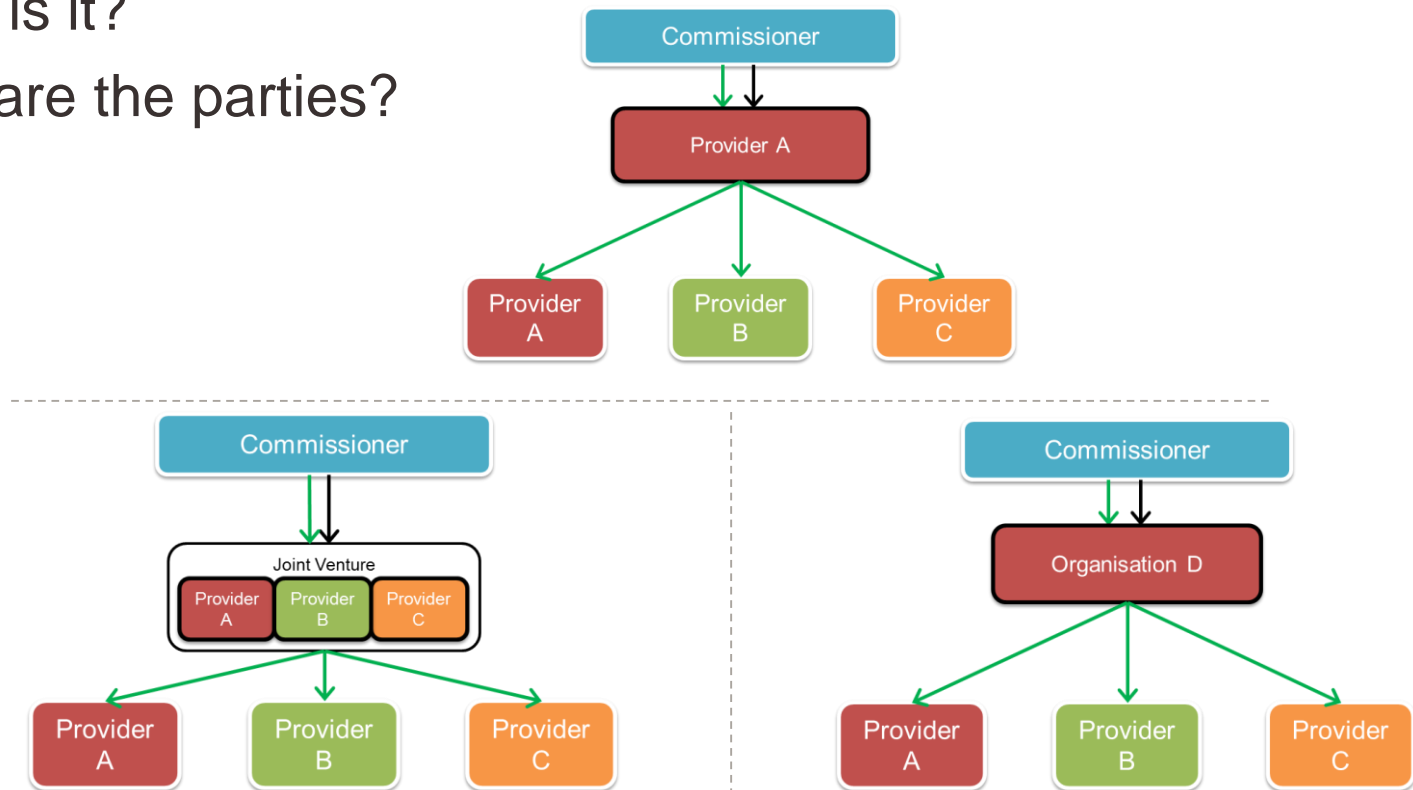 is it?
are the parties?
Commissioner
Provider A
Provider
A
Provider
B
Provider
C
Commissioner
Joint Venture
Provider
A
Provider
B
Provider
C
Provider
A
Provider
B
Provider
C
Commissioner
Organisation D
Provider
A
Provider
B
Provider
C